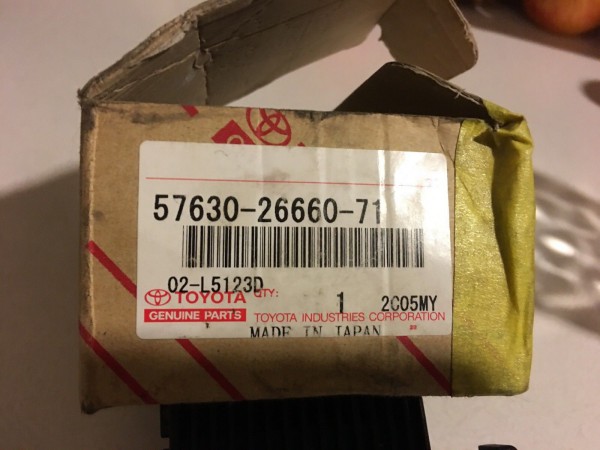 57630-26660-71
02-L5123D
TOYOTA QTY: 1 2C05MY
GENUINE PARTS TOYOTA INDUSTRIES CORPORATION
MADE IN JAPAN